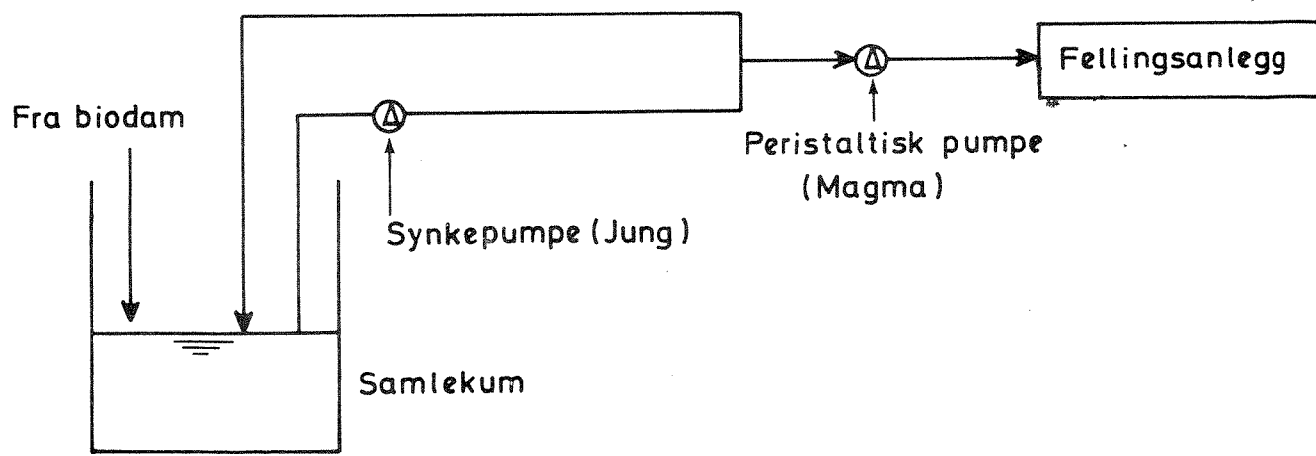 Fellingsanlegg
Fra biodam
Peristaltisk pumpe
(Magma)
Synkepumpe (Jung)
Samlekum